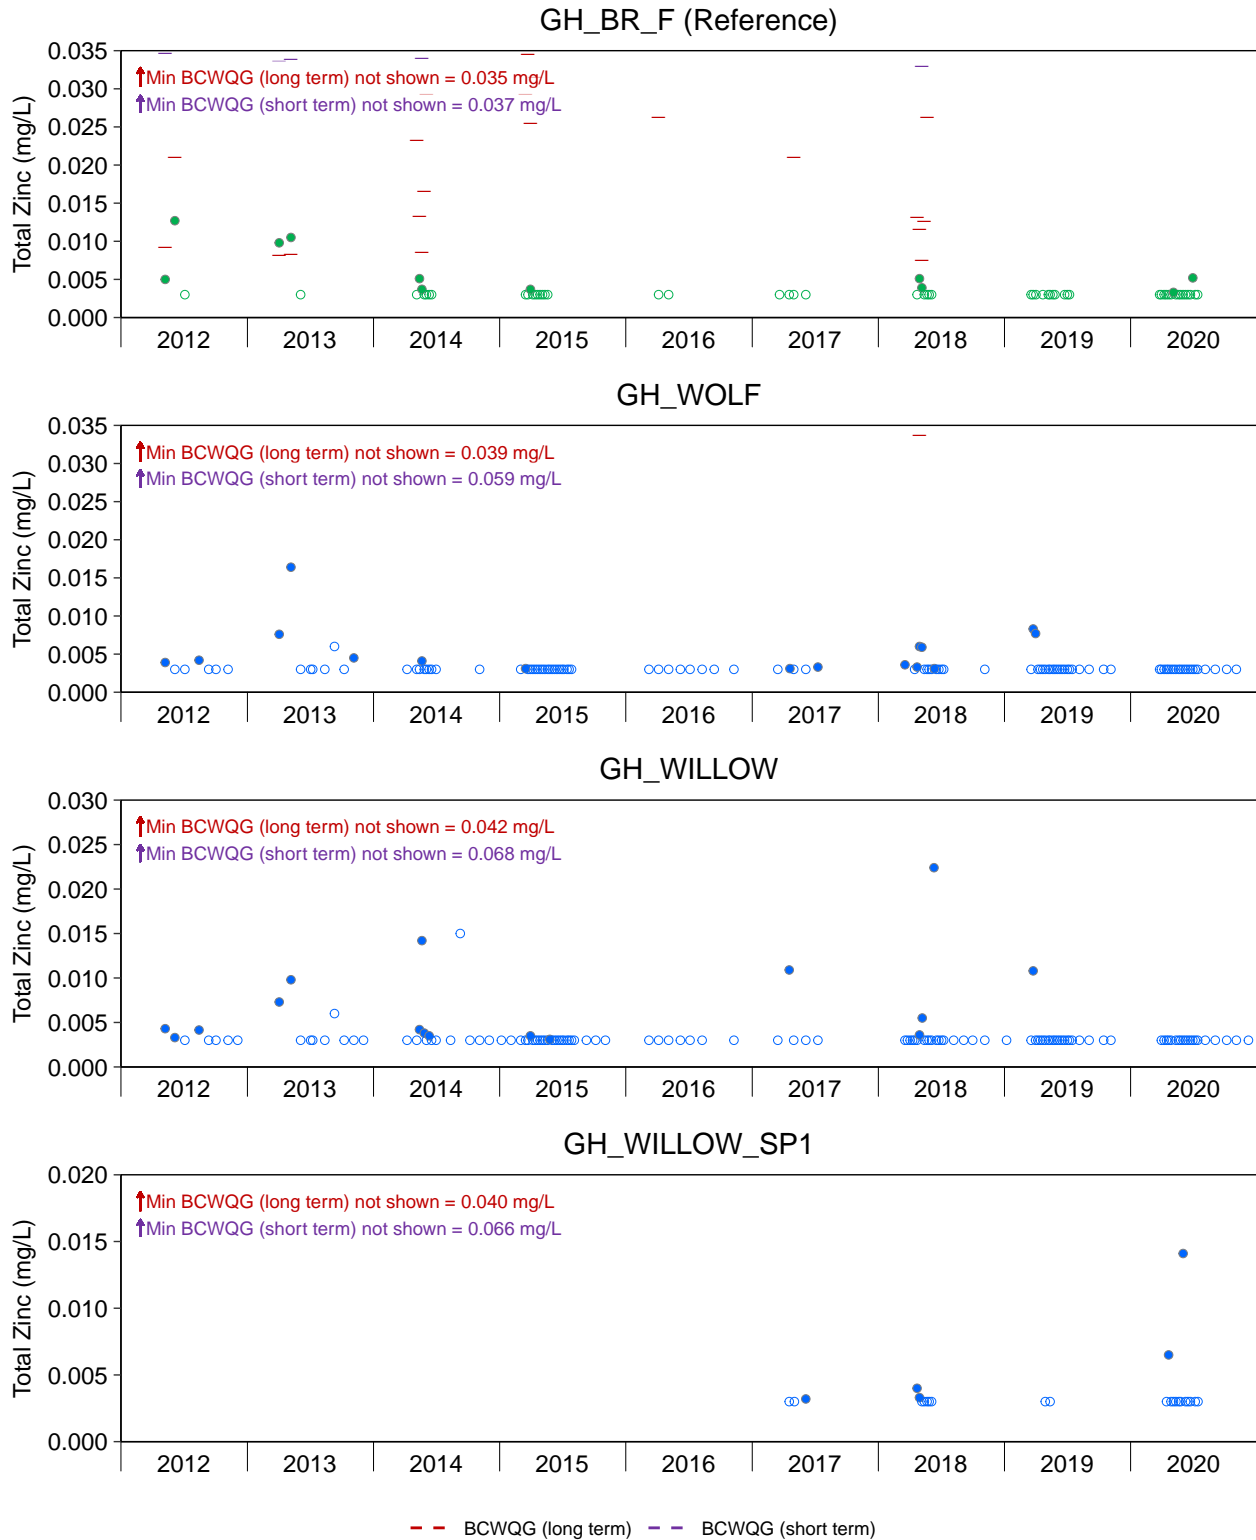 GH_BR_F (Reference)
Total Zinc (mg/L)
0.035
0.030
0.025
0.020
0.015
0.010
0.005
0.000
Min BCWQG (long term) not shown = 0.035 mg/L
Min BCWQG (short term) not shown = 0.037 mg/L
2012 2013 2014 2015 2016 2017 2018 2019 2020
GH_WOLF
Total Zinc (mg/L)
0.035
0.030
0.025
0.020
0.015
0.010
0.005
0.000
Min BCWQG (long term) not shown = 0.039 mg/L
Min BCWQG (short term) not shown = 0.059 mg/L
2012 2013 2014 2015 2016 2017 2018 2019 2020
GH_WILLOW
Total Zinc (mg/L)
0.030
0.025
0.020
0.015
0.010
0.005
0.000
Min BCWQG (long term) not shown = 0.042 mg/L
Min BCWQG (short term) not shown = 0.068 mg/L
2012 2013 2014 2015 2016 2017 2018 2019 2020
GH_WILLOW_SP1
Total Zinc (mg/L)
0.020
0.015
0.010
0.005
0.000
Min BCWQG (long term) not shown = 0.040 mg/L
Min BCWQG (short term) not shown = 0.066 mg/L
2012 2013 2014 2015 2016 2017 2018 2019 2020
BCWQG (long term) BCWQG (short term)